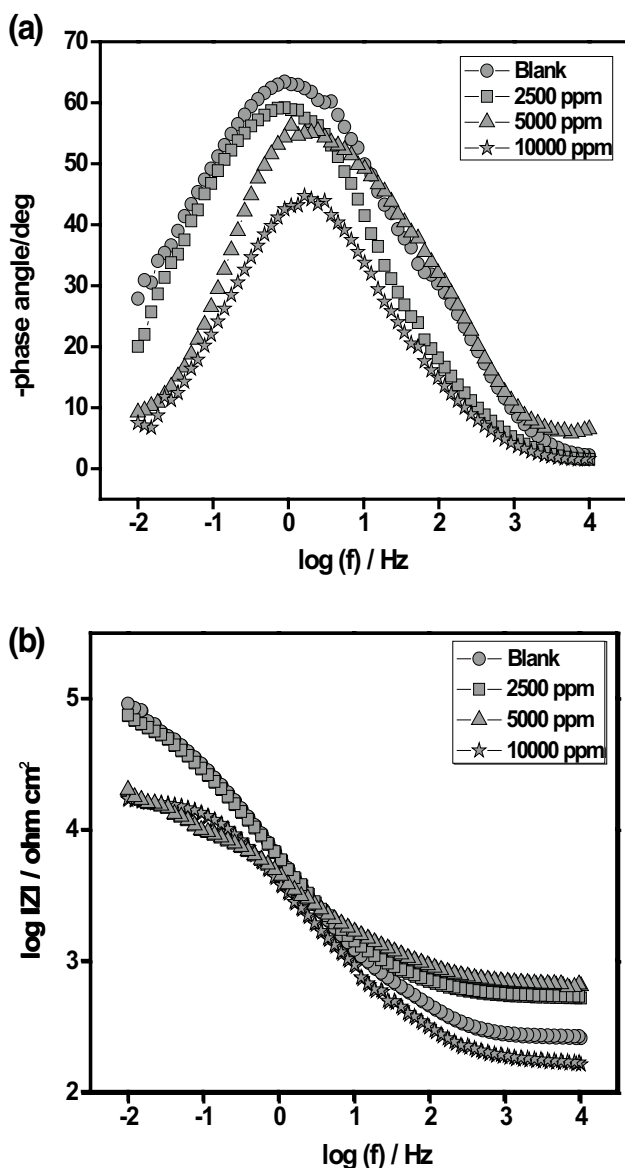 (a)
70
60
50
40
30
20
10
0
-phase angle/deg
Blank
2500 ppm
5000 ppm
10000 ppm
-2 -1 0 1 2 3 4
log (f) / Hz
(b)
5
4
3
2
log |Z| / ohm cm²
Blank
2500 ppm
5000 ppm
10000 ppm
-2 -1 0 1 2 3 4
log (f) / Hz